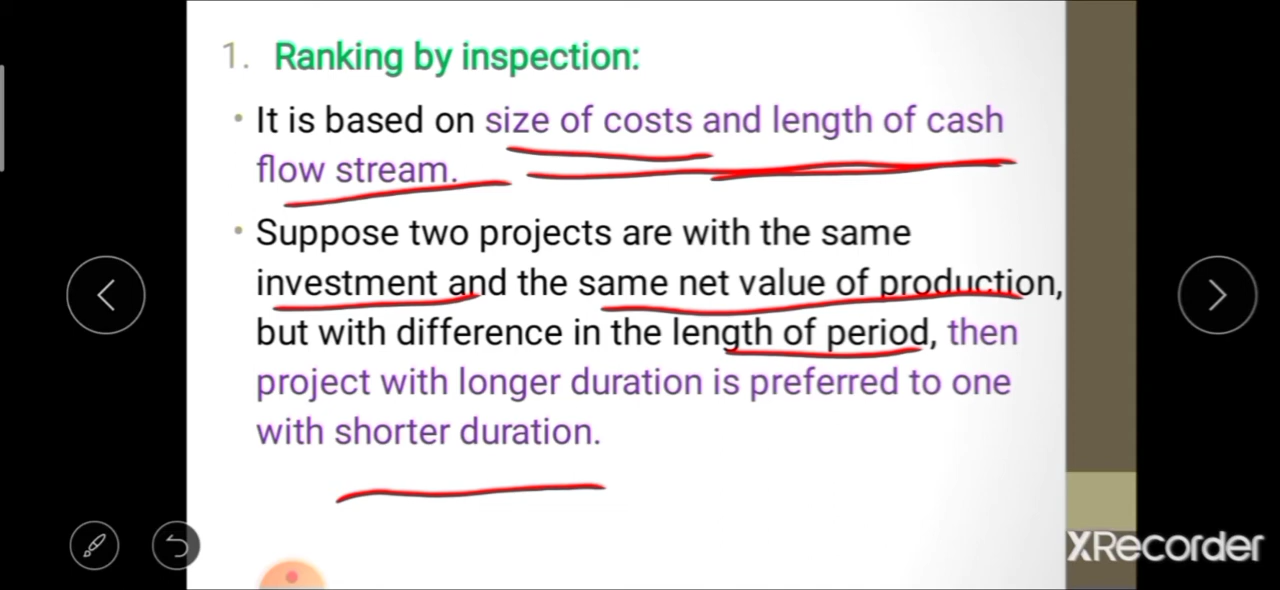 1. Ranking by inspection:
• It is based on size of costs and length of cash
flow stream.
• Suppose two projects are with the same
investment and the same net value of production,
but with difference in the length of period, then
project with longer duration is preferred to one
with shorter duration.
XRecorder